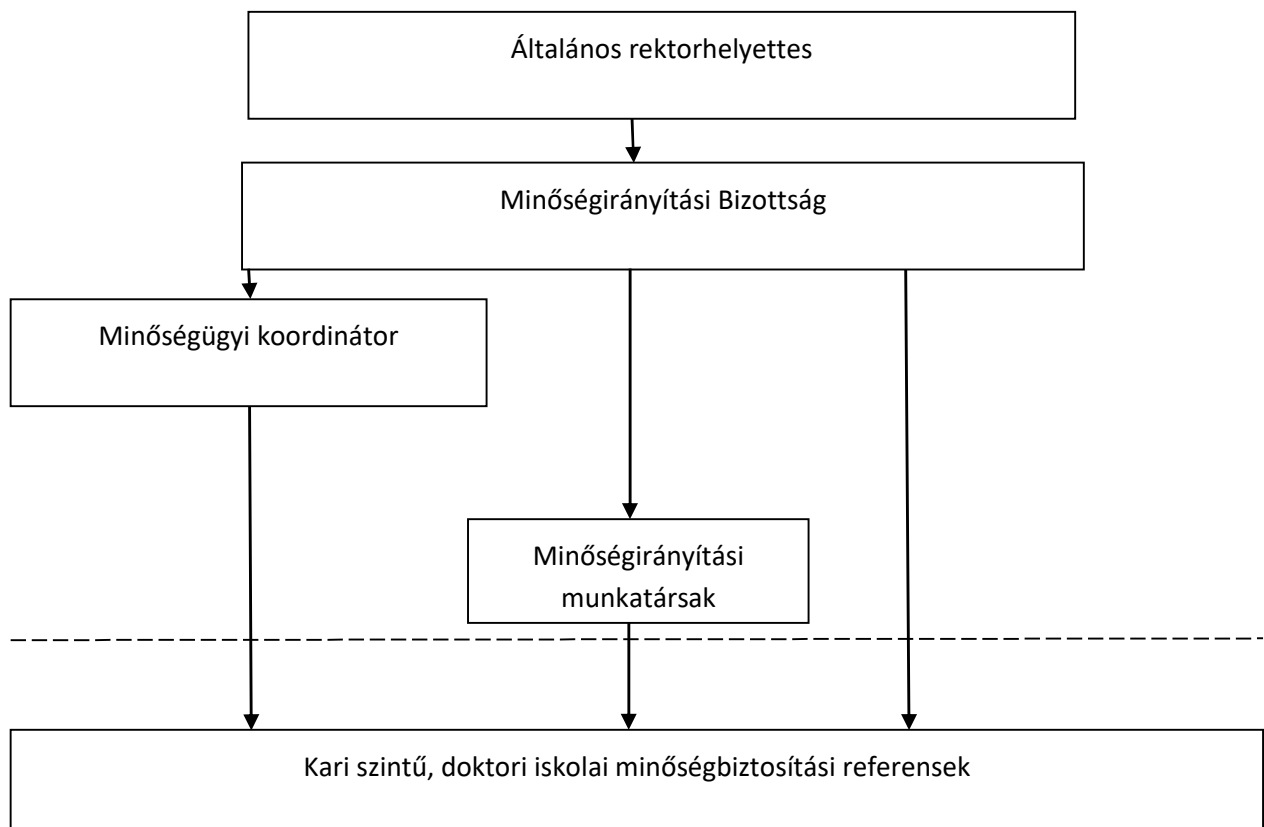 Általános rektorhelyettes
Minőségirányítási Bizottság
Minőségügyi koordinátor
Minőségirányítási
munkatársak
Kari szintű, doktori iskolai minőségbiztosítási referensek